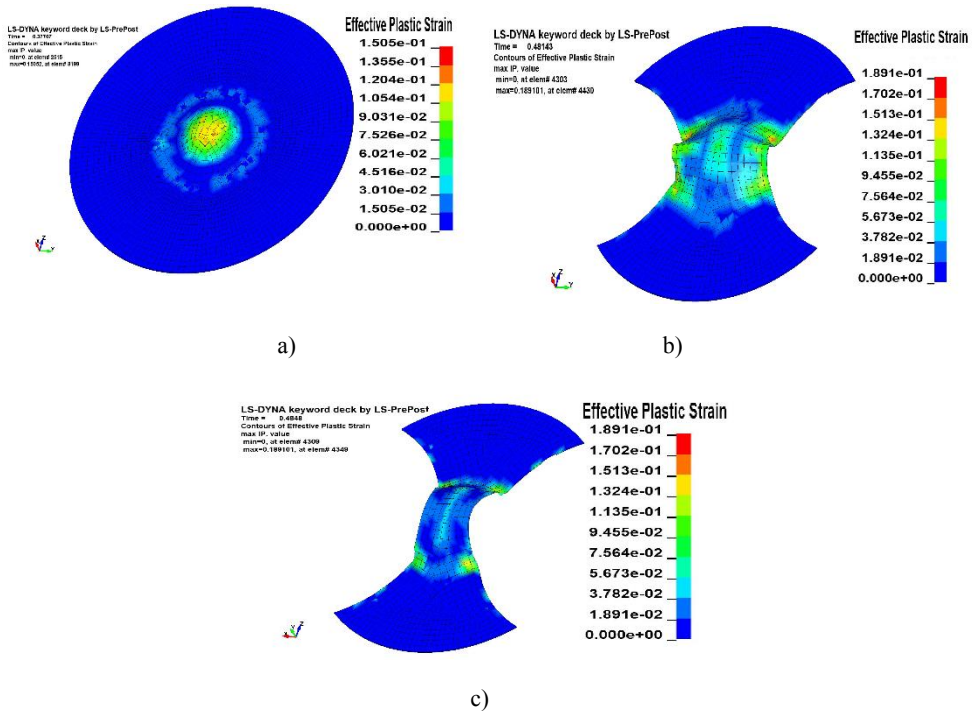 LS-DYNA keyword deck by LS-PrePost
Time =
Contours of Effective Plastic Strain
max IP. value
Effective Plastic Strain
1.505e-01
1.355e-01
1.204e-01
1.054e-01
9.031e-02
7.526e-02
6.021e-02
4.516e-02
3.010e-02
1.505e-02
0.000e+00
a)
LS-DYNA keyword deck by LS-PrePost
Time = 0.48143
Contours of Effective Plastic Strain
max IP. value
min=0, at elem# 4303
max=0.189101, at elem# 4430
Effective Plastic Strain
1.891e-01
1.702e-01
1.513e-01
1.324e-01
1.135e-01
9.455e-02
7.564e-02
5.673e-02
3.782e-02
1.891e-02
0.000e+00
b)
LS-DYNA keyword deck by LS-PrePost
Time = 0.4848
Contours of Effective Plastic Strain
max IP. value
min=0, at elem# 4309
max=0.189101, at elem# 4349
Effective Plastic Strain
1.891e-01
1.702e-01
1.513e-01
1.324e-01
1.135e-01
9.455e-02
7.564e-02
5.673e-02
3.782e-02
1.891e-02
0.000e+00
c)